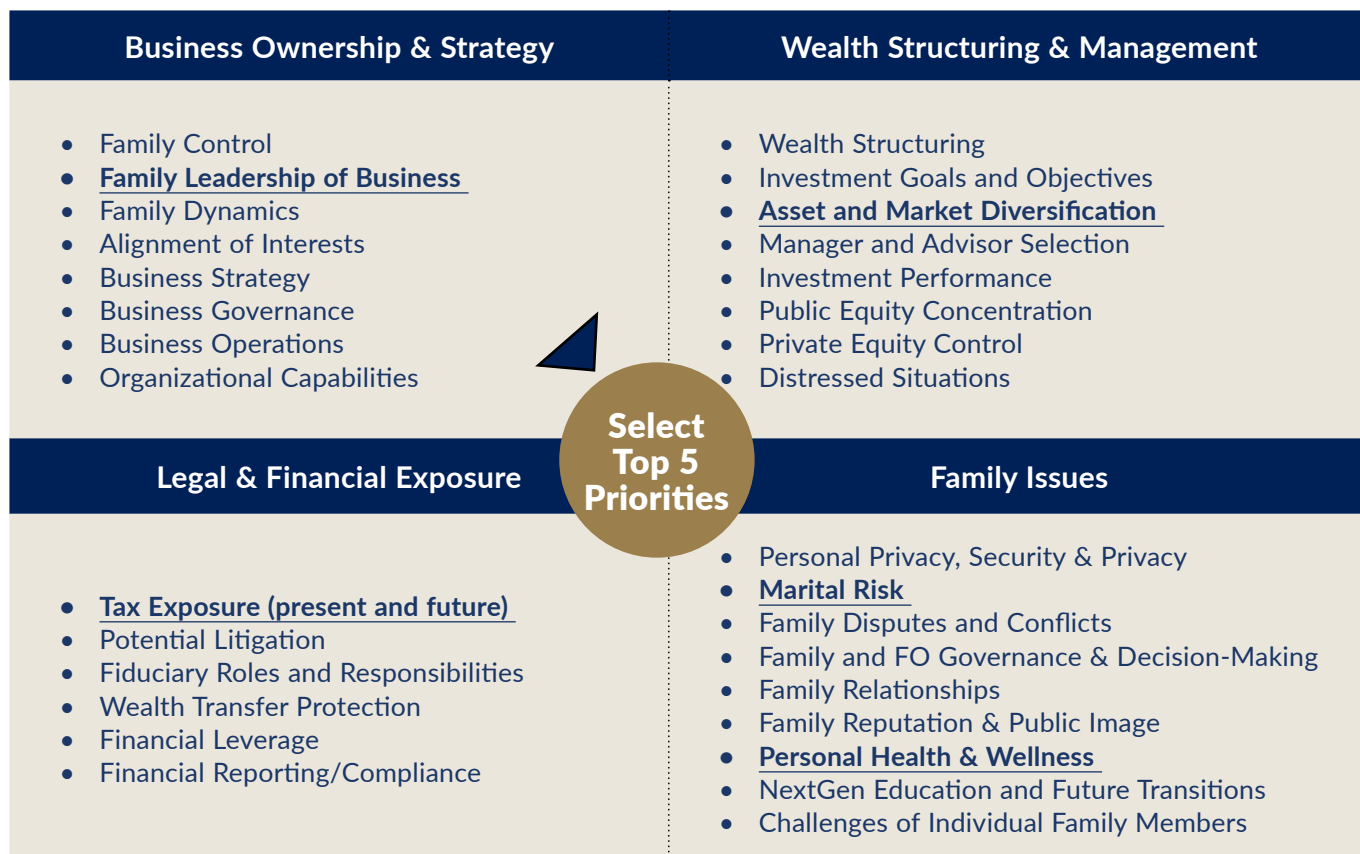 Business Ownership & Strategy
• Family Control
• Family Leadership of Business
• Family Dynamics
• Alignment of Interests
• Business Strategy
• Business Governance
• Business Operations
• Organizational Capabilities
Wealth Structuring & Management
• Wealth Structuring
• Investment Goals and Objectives
• Asset and Market Diversification
• Manager and Advisor Selection
• Investment Performance
• Public Equity Concentration
• Private Equity Control
• Distressed Situations
Select
Top 5
Priorities
Legal & Financial Exposure
• Tax Exposure (present and future)
• Potential Litigation
• Fiduciary Roles and Responsibilities
• Wealth Transfer Protection
• Financial Leverage
• Financial Reporting/Compliance
Family Issues
• Personal Privacy, Security & Privacy
• Marital Risk
• Family Disputes and Conflicts
• Family and FO Governance & Decision-Making
• Family Relationships
• Family Reputation & Public Image
• Personal Health & Wellness
• NextGen Education and Future Transitions
• Challenges of Individual Family Members